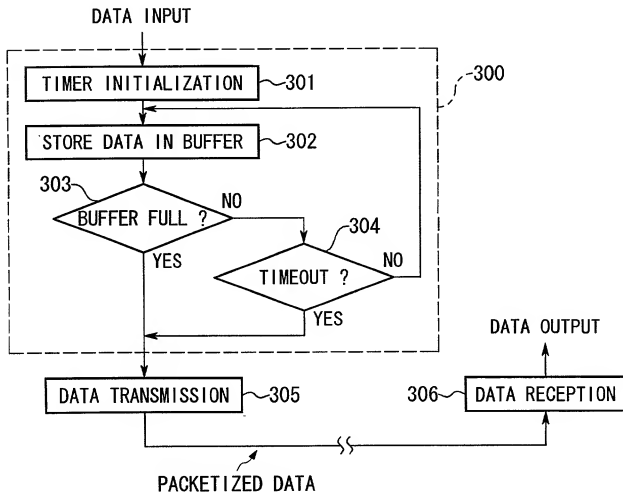 DATA INPUT
TIMER INITIALIZATION
301
300
STORE DATA IN BUFFER
302
303
BUFFER FULL ?
NO
304
YES
TIMEOUT ?
NO
YES
DATA OUTPUT
DATA TRANSMISSION
305
306
DATA RECEPTION
PACKETIZED DATA